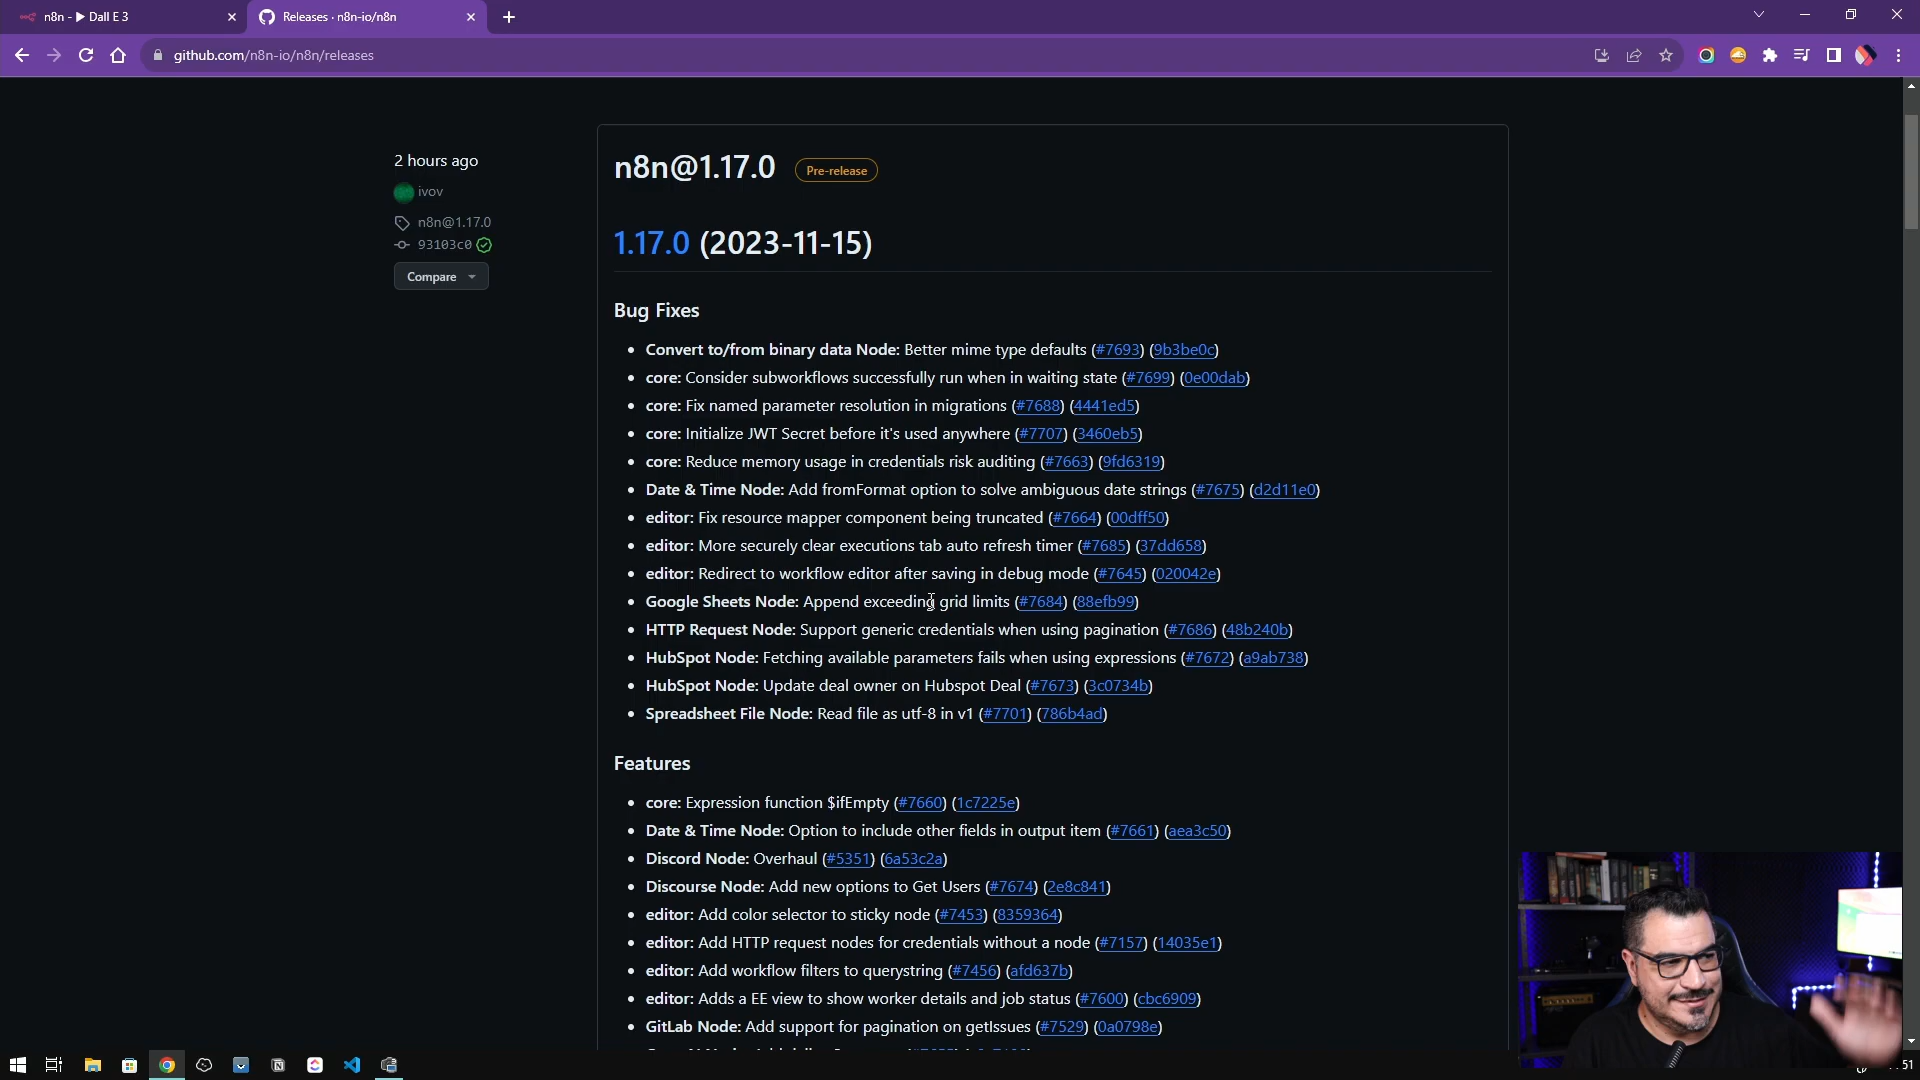 n8n - ▶ Dall E 3
Releases · n8n-io/n8n
github.com/n8n-io/n8n/releases
2 hours ago
ivov
n8n@1.17.0
93103c0
Compare
n8n@1.17.0 Pre-release
1.17.0 (2023-11-15)
Bug Fixes
Convert to/from binary data Node: Better mime type defaults (#7693) (9b3be0c)
core: Consider subworkflows successfully run when in waiting state (#7699) (0e00dab)
core: Fix named parameter resolution in migrations (#7688) (4441ed5)
core: Initialize JWT Secret before it's used anywhere (#7707) (3460eb5)
core: Reduce memory usage in credentials risk auditing (#7663) (9fd6319)
Date & Time Node: Add fromFormat option to solve ambiguous date strings (#7675) (d2d11e0)
editor: Fix resource mapper component being truncated (#7664) (00dff50)
editor: More securely clear executions tab auto refresh timer (#7685) (37dd658)
editor: Redirect to workflow editor after saving in debug mode (#7645) (020042e)
Google Sheets Node: Append exceeding grid limits (#7684) (88efb99)
HTTP Request Node: Support generic credentials when using pagination (#7686) (48b240b)
HubSpot Node: Fetching available parameters fails when using expressions (#7672) (a9ab738)
HubSpot Node: Update deal owner on Hubspot Deal (#7673) (3c0734b)
Spreadsheet File Node: Read file as utf-8 in v1 (#7701) (786b4ad)
Features
core: Expression function $ifEmpty (#7660) (1c7225e)
Date & Time Node: Option to include other fields in output item (#7661) (aea3c50)
Discord Node: Overhaul (#5351) (6a53c2a)
Discourse Node: Add new options to Get Users (#7674) (2e8c841)
editor: Add color selector to sticky node (#7453) (8359364)
editor: Add HTTP request nodes for credentials without a node (#7157) (14035e1)
editor: Add workflow filters to querystring (#7456) (afd637b)
editor: Adds a EE view to show worker details and job status (#7600) (cbc6909)
GitLab Node: Add support for pagination on getIssues (#7529) (0a0798e)